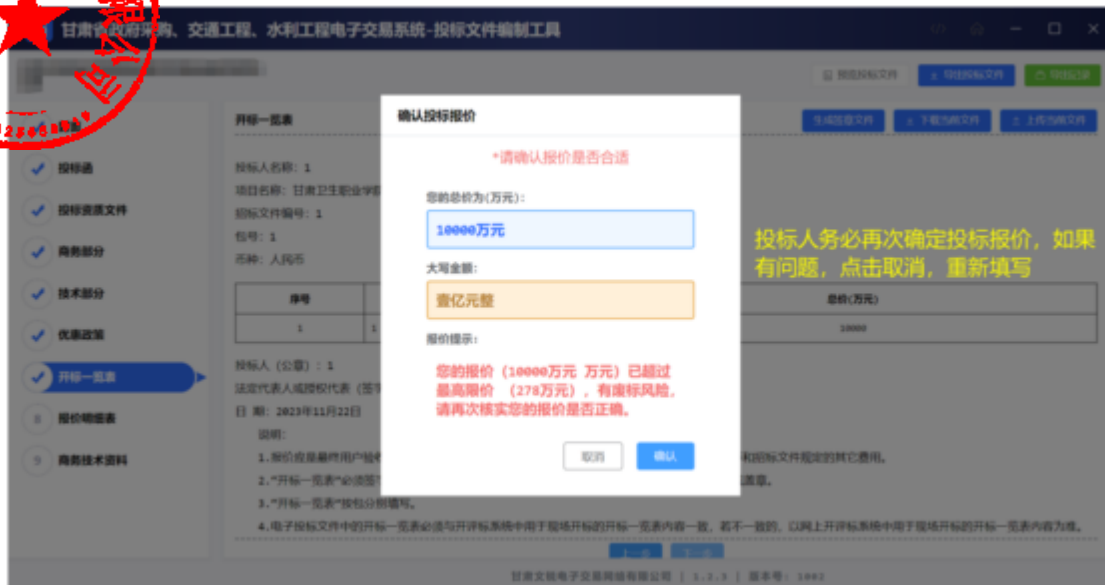 甘肃省政府采购、交通工程、水利工程电子交易系统-投标文件编制工具
预览投标文件
导出投标文件
开标一览表
生成签章文件
下载当前文件
上传当前文件
投标函
投标资质文件
商务部分
技术部分
优惠政策
开标一览表
8 报价明细表
9 商务技术资料
投标人名称: 1
项目名称: 甘肃卫生职业学院
招标文件编号: 1
包号: 1
币种: 人民币
序号
总价(万元)
1
1
10000
投标人(公章): 1
法定代表人或授权代表(签字
日 期: 2023年11月22日
说明:
1.报价应是最终用户验收
和招标文件规定的其它费用。
2."开标一览表"必须签
盖章。
3."开标一览表"按包分别填写。
4.电子投标文件中的开标一览表必须与开评标系统中用于现场开标的开标一览表内容一致, 若不一致的, 以网上开评标系统中用于现场开标的开标一览表内容为准。
上一步
下一步
确认投标报价
*请确认报价是否合适
您的总价为(万元):
10000万元
大写金额:
壹亿元整
报价提示:
您的报价 (10000万元 万元) 已超过
最高限价 (278万元) , 有废标风险,
请再次核实您的报价是否正确。
取消
确认
投标人务必再次确定投标报价, 如果
有问题, 点击取消, 重新填写
甘肃文锐电子交易网络有限公司 | 1.2.3 | 版本号: 1002